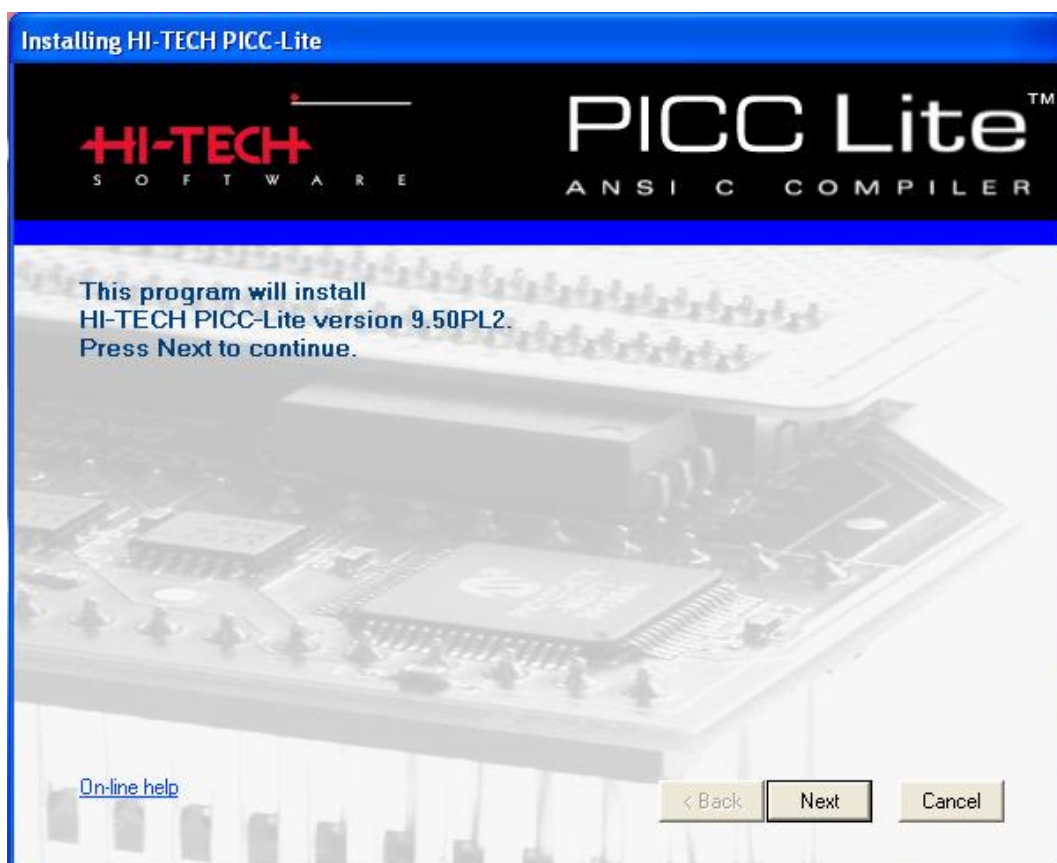 Installing HI-TECH PICC-Lite
HI-TECH
SOFTWARE
PICC Lite™
ANSI C COMPILER
This program will install
HI-TECH PICC-Lite version 9.50PL2.
Press Next to continue.
On-line help
< Back Next Cancel